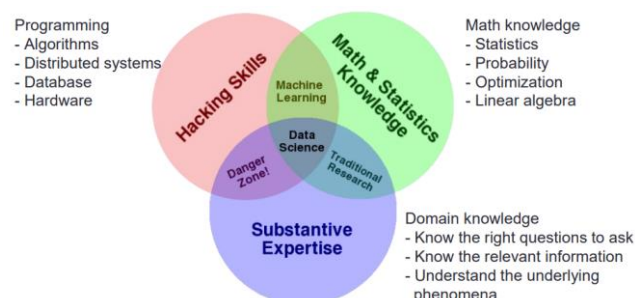 Programming
- Algorithms
- Distributed systems
- Database
- Hardware
Math knowledge
- Statistics
- Probability
- Optimization
- Linear algebra
Hacking Skills
Math & Statistics
Knowledge
Machine
Learning
Data
Science
Danger
Zone!
Traditional
Research
Substantive
Expertise
Domain knowledge
- Know the right questions to ask
- Know the relevant information
- Understand the underlying
phenomena